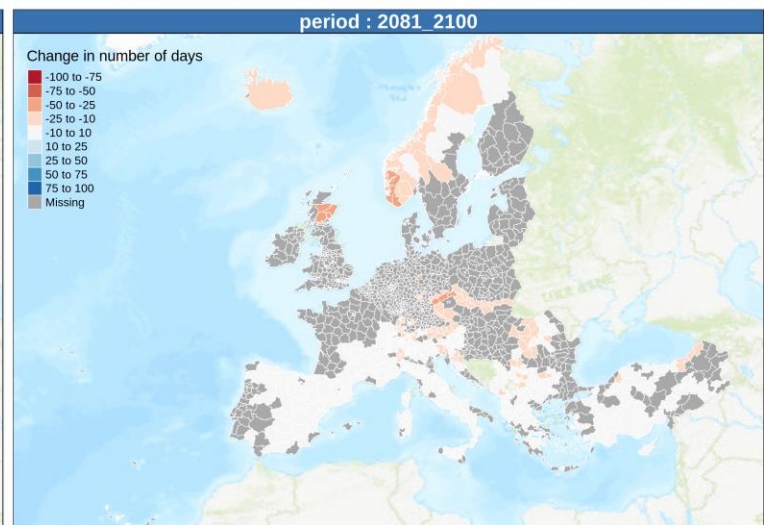 period : 2081_2100
Change in number of days
-100 to -75
-75 to -50
-50 to -25
-25 to -10
-10 to 10
10 to 25
25 to 50
50 to 75
75 to 100
Missing
UKRAINE